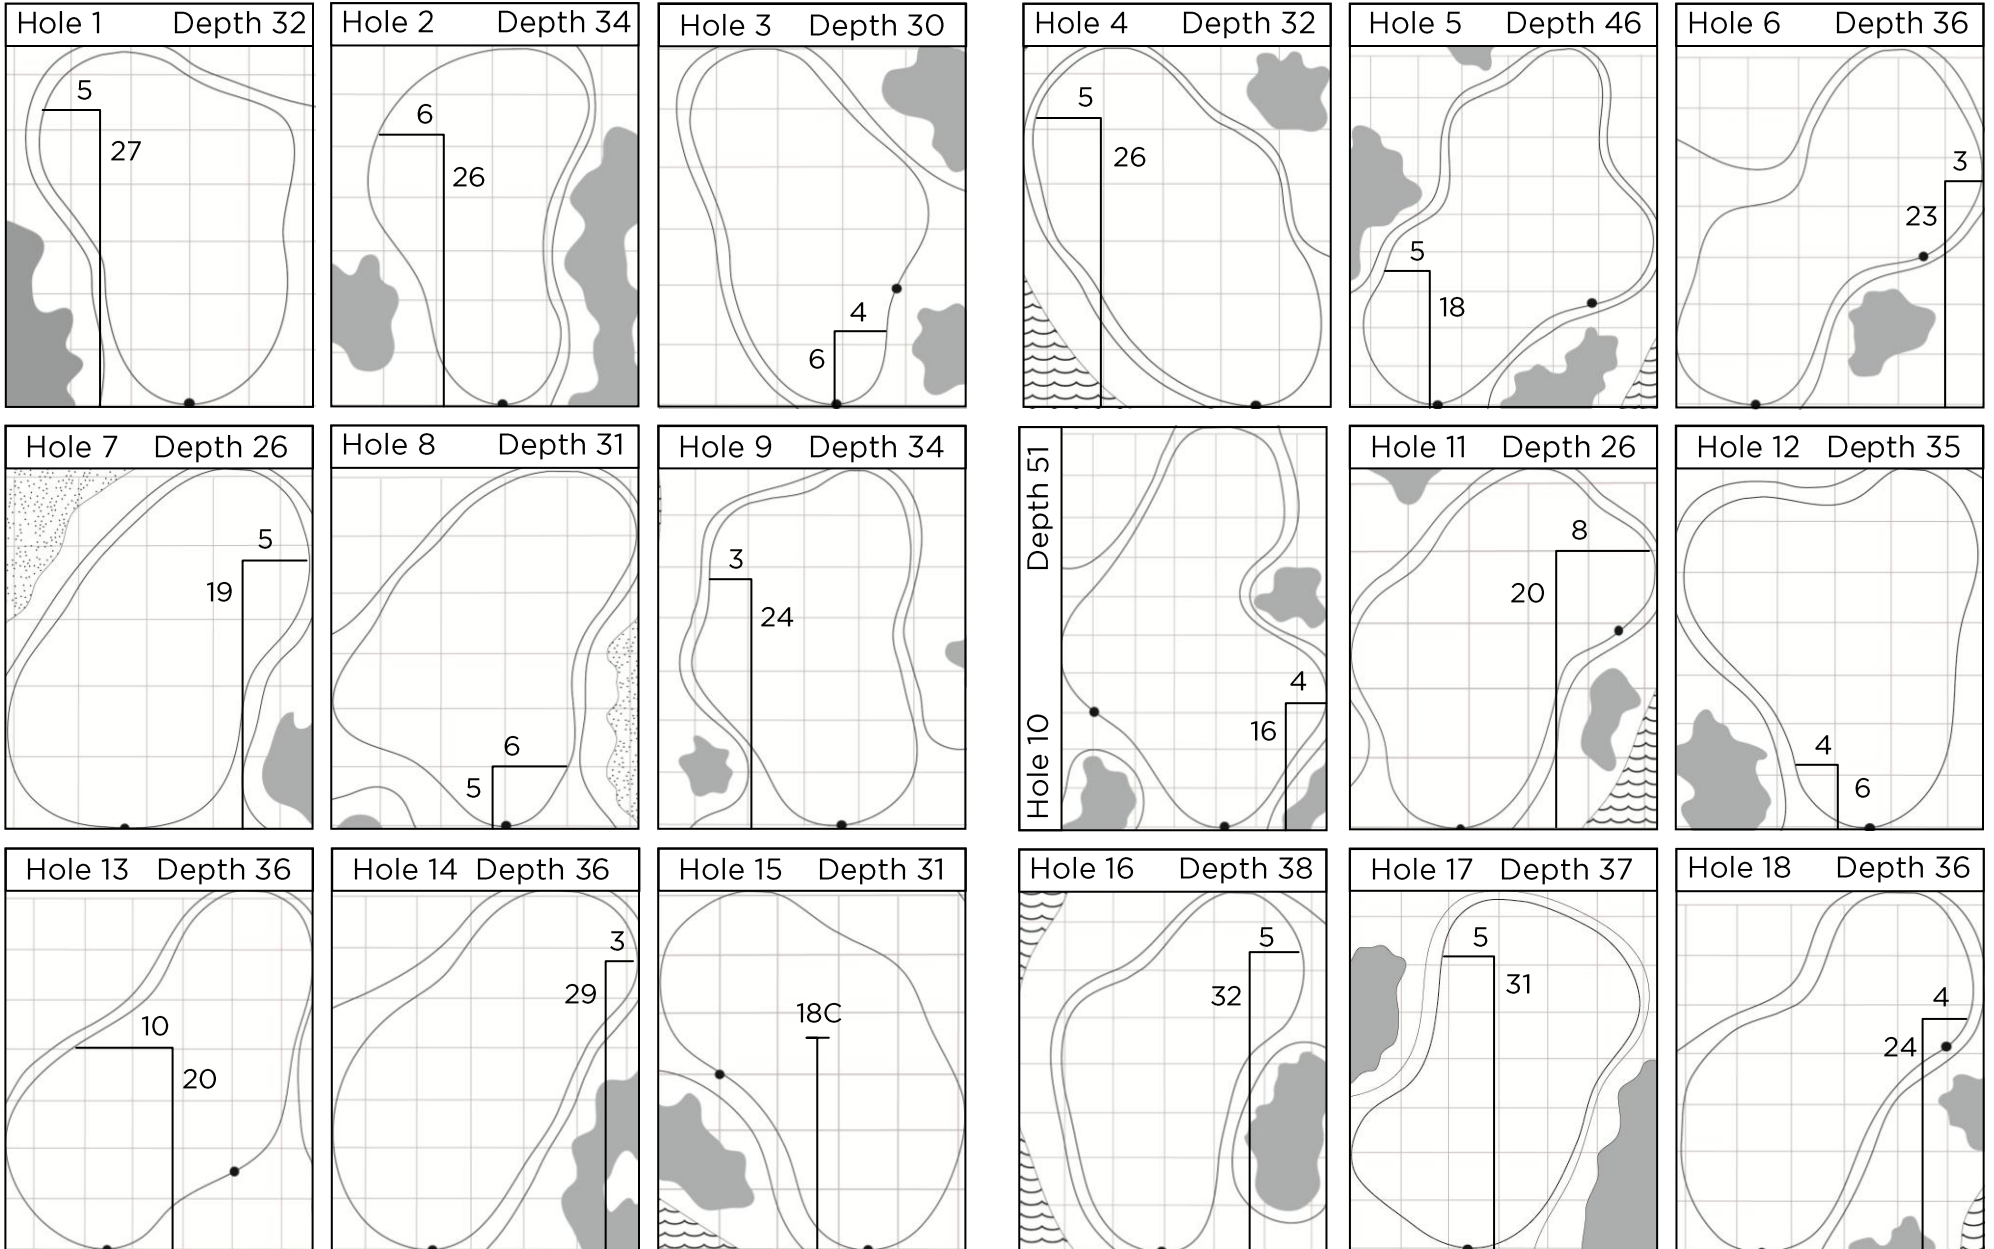 Hole 1 Depth 32
5
27
Hole 2 Depth 34
6
26
Hole 3 Depth 30
4
6
Hole 4 Depth 32
5
26
Hole 5 Depth 46
5
18
Hole 6 Depth 36
3
23
Hole 7 Depth 26
5
19
Hole 8 Depth 31
6
5
Hole 9 Depth 34
3
24
Hole 10 Depth 51
4
16
Hole 11 Depth 26
8
20
Hole 12 Depth 35
4
6
Hole 13 Depth 36
10
20
Hole 14 Depth 36
3
29
Hole 15 Depth 31
18C
Hole 16 Depth 38
5
32
Hole 17 Depth 37
5
31
Hole 18 Depth 36
4
24